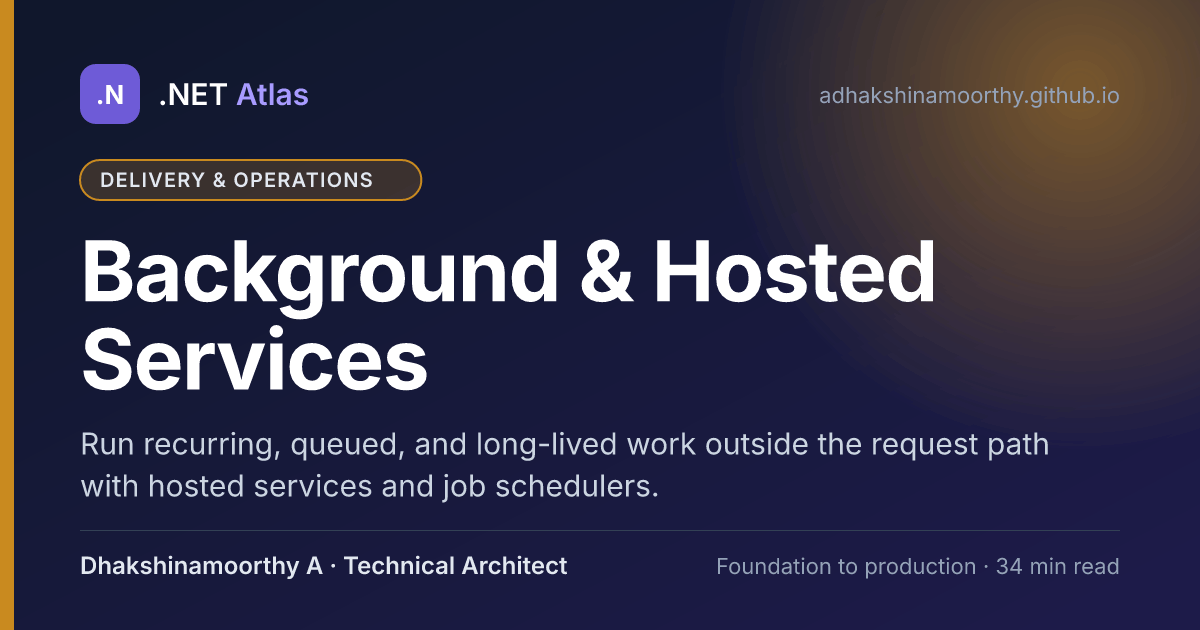 .N .NET Atlas
adhakshinamoorthy.github.io
DELIVERY & OPERATIONS
Background & Hosted
Services
Run recurring, queued, and long-lived work outside the request path
with hosted services and job schedulers.
Dhakshinamoorthy A · Technical Architect
Foundation to production · 34 min read